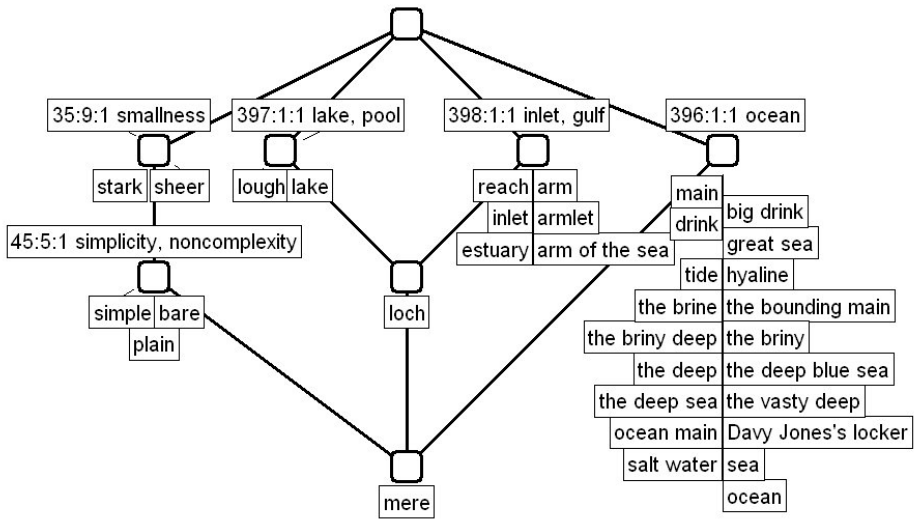 35:9:1 smallness
397:1:1 lake, pool
398:1:1 inlet, gulf
396:1:1 ocean
stark
sheer
lough
lake
reach
arm
inlet
armlet
estuary
arm of the sea
main
drink
big drink
great sea
tide
hyaline
the brine
the bounding main
the briny deep
the briny
the deep
the deep blue sea
the deep sea
the vasty deep
ocean main
Davy Jones's locker
salt water
sea
ocean
45:5:1 simplicity, noncomplexity
simple
bare
plain
loch
mere